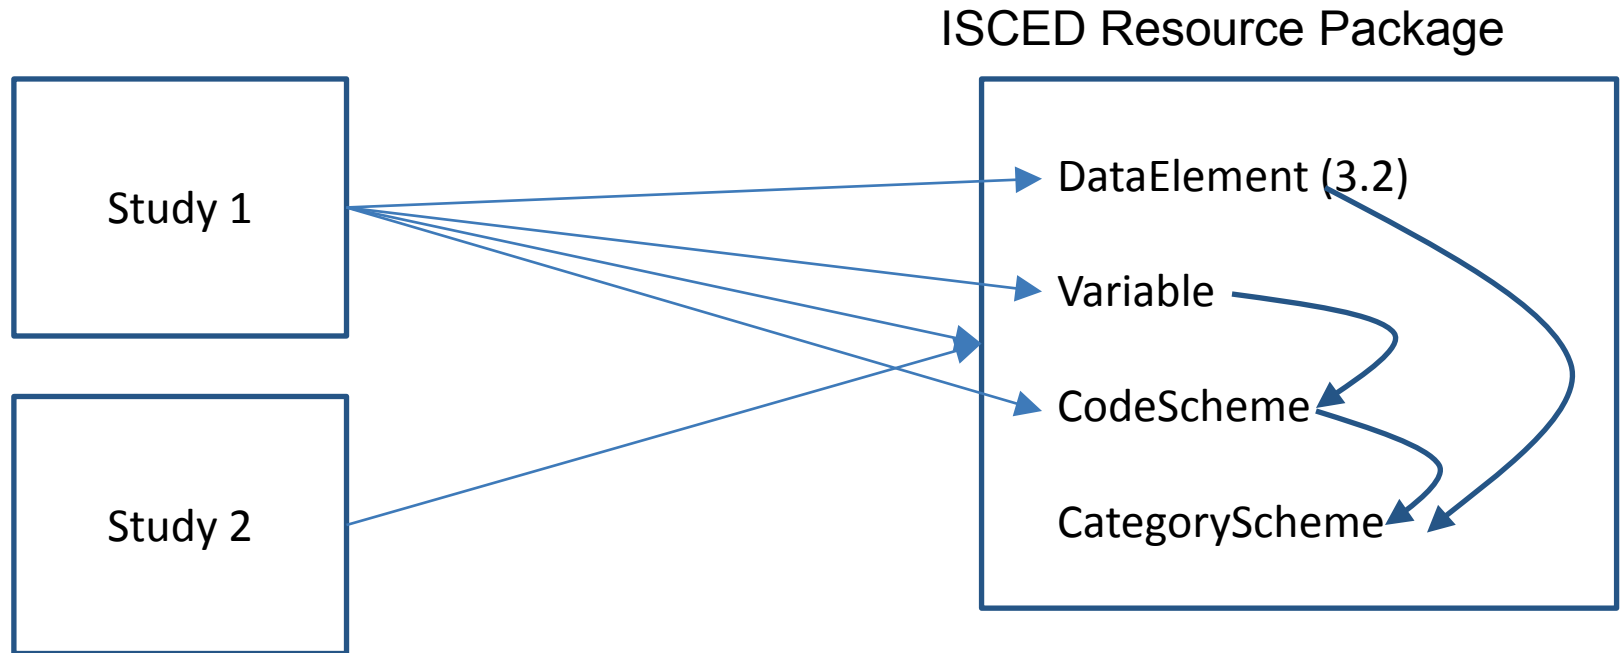 ISCED Resource Package
Study 1
Study 2
DataElement (3.2)
Variable
CodeScheme
CategoryScheme